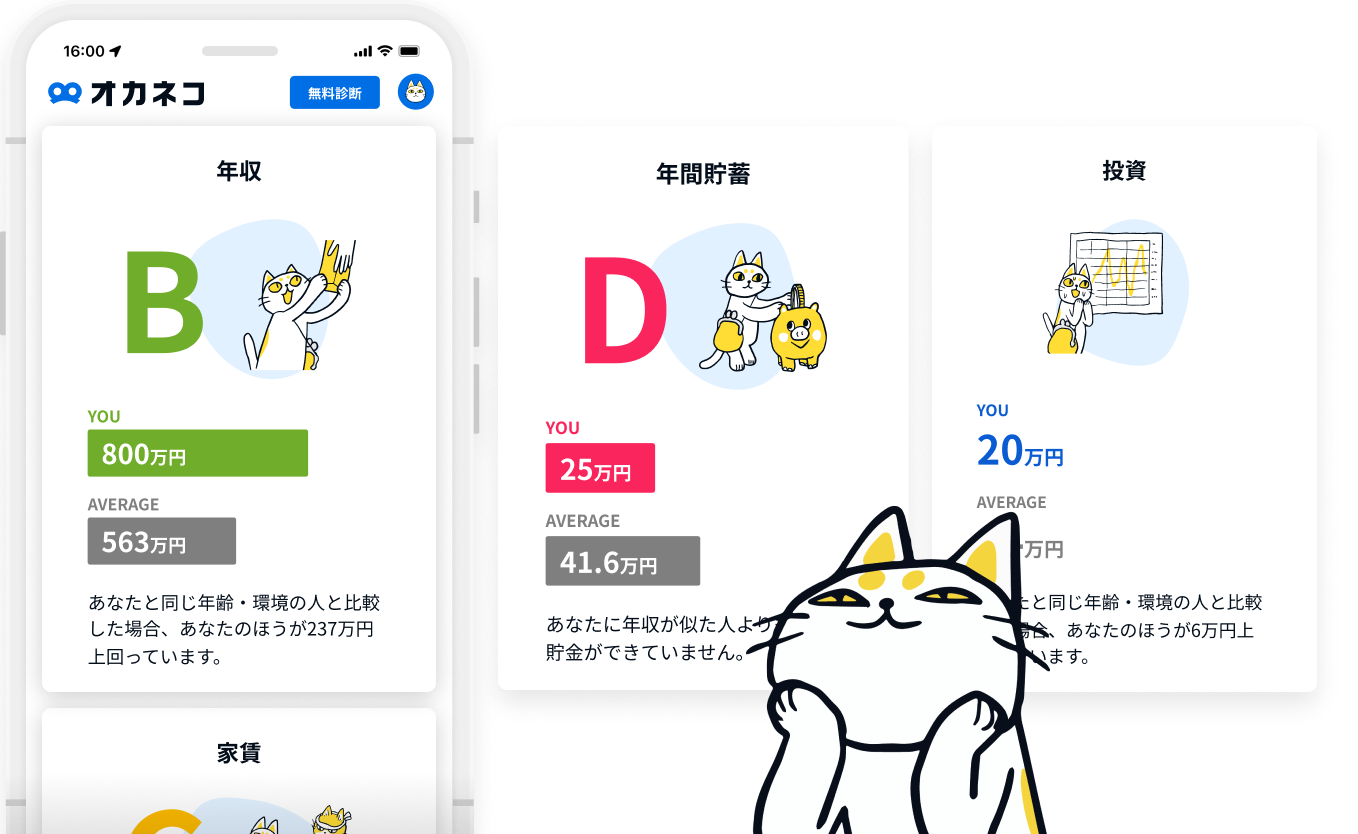 16:00
オカネコ
無料診断
年収
B
YOU
800万円
AVERAGE
563万円
あなたと同じ年齢・環境の人と比較
した場合、あなたのほうが237万円
上回っています。
家賃
年間貯蓄
D
YOU
25万円
AVERAGE
41.6万円
あなたに年収が似た人より
貯金ができていません。
投資
YOU
20万円
AVERAGE
万円
と同じ年齢・環境の人と比較
場合、あなたのほうが6万円上
います。